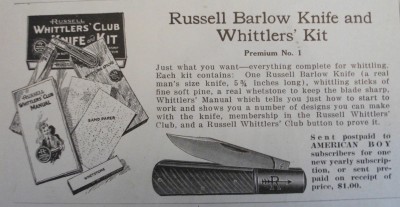 RUSSELL
WHITTLERS' CLUB
KNIFE KIT
RUSSELL
WHITTLERS CLUB
MANUAL
SAND PAPER
WHETSTONE
Russell Barlow Knife and
Whittlers' Kit
Premium No. 1
Just what you want—everything complete for whittling.
Each kit contains: One Russell Barlow Knife (a real
man's size knife, 5¾ inches long), whittling sticks of
fine soft pine, a real whetstone to keep the blade sharp,
Whittlers' Manual which tells you just how to start to
work and shows you a number of designs you can make
with the knife, membership in the Russell Whittlers'
Club, and a Russell Whittlers' Club button to prove it.
Sent postpaid to
AMERICAN BOY
subscribers for one
new yearly subscrip-
tion, or sent pre-
paid on receipt of
price, $1.00.
R